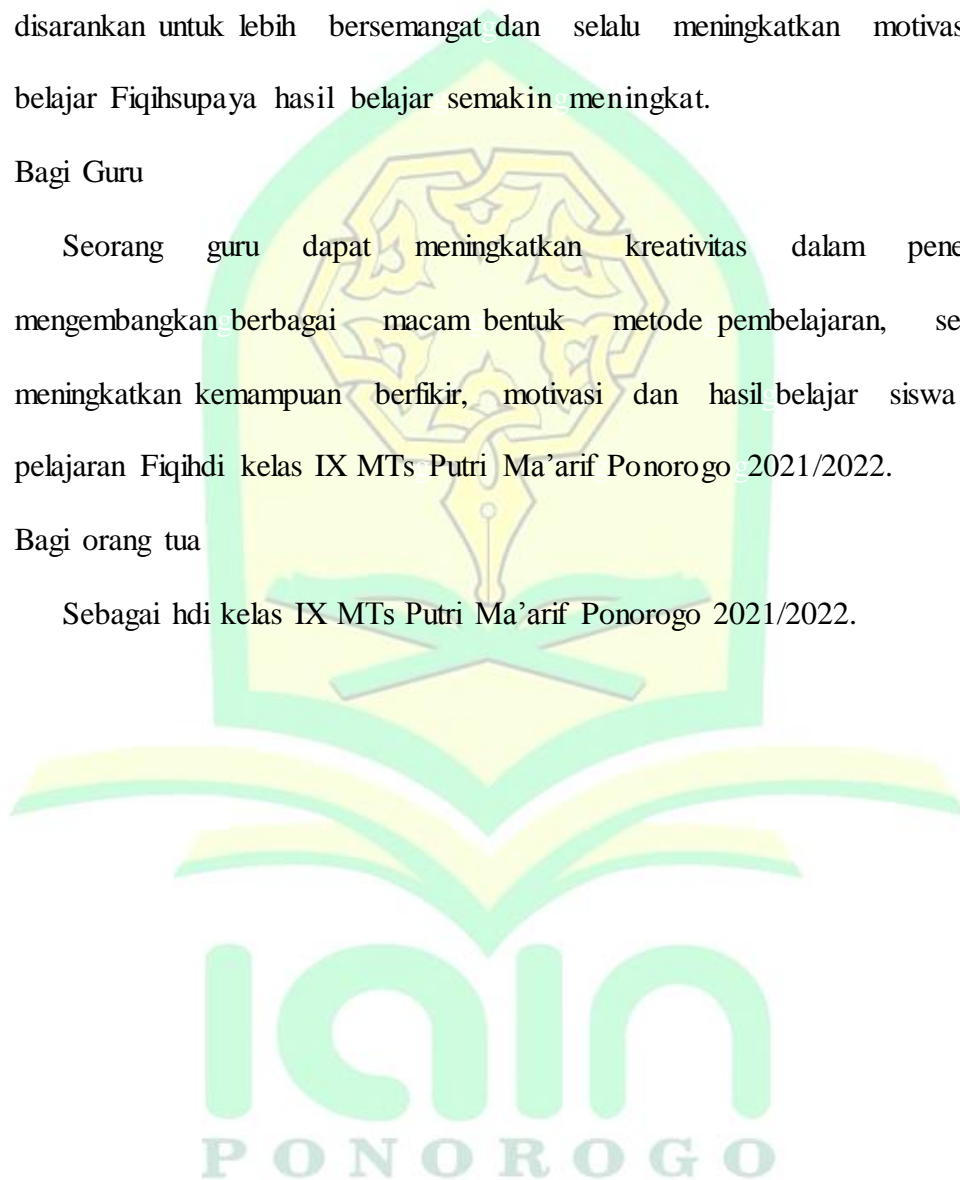 disarankan untuk lebih bersemangat dan selalu meningkatkan motivas
belajar Fiqihsupaya hasil belajar semakin meningkat.
Bagi Guru
Seorang guru dapat meningkatkan kreativitas dalam pene
mengembangkan berbagai macam bentuk metode pembelajaran, se
meningkatkan kemampuan berfikir, motivasi dan hasil belajar siswa
pelajaran Fiqihdi kelas IX MTs Putri Ma’arif Ponorogo 2021/2022.
Bagi orang tua
Sebagai hdi kelas IX MTs Putri Ma’arif Ponorogo 2021/2022.
iain
PONOROGO